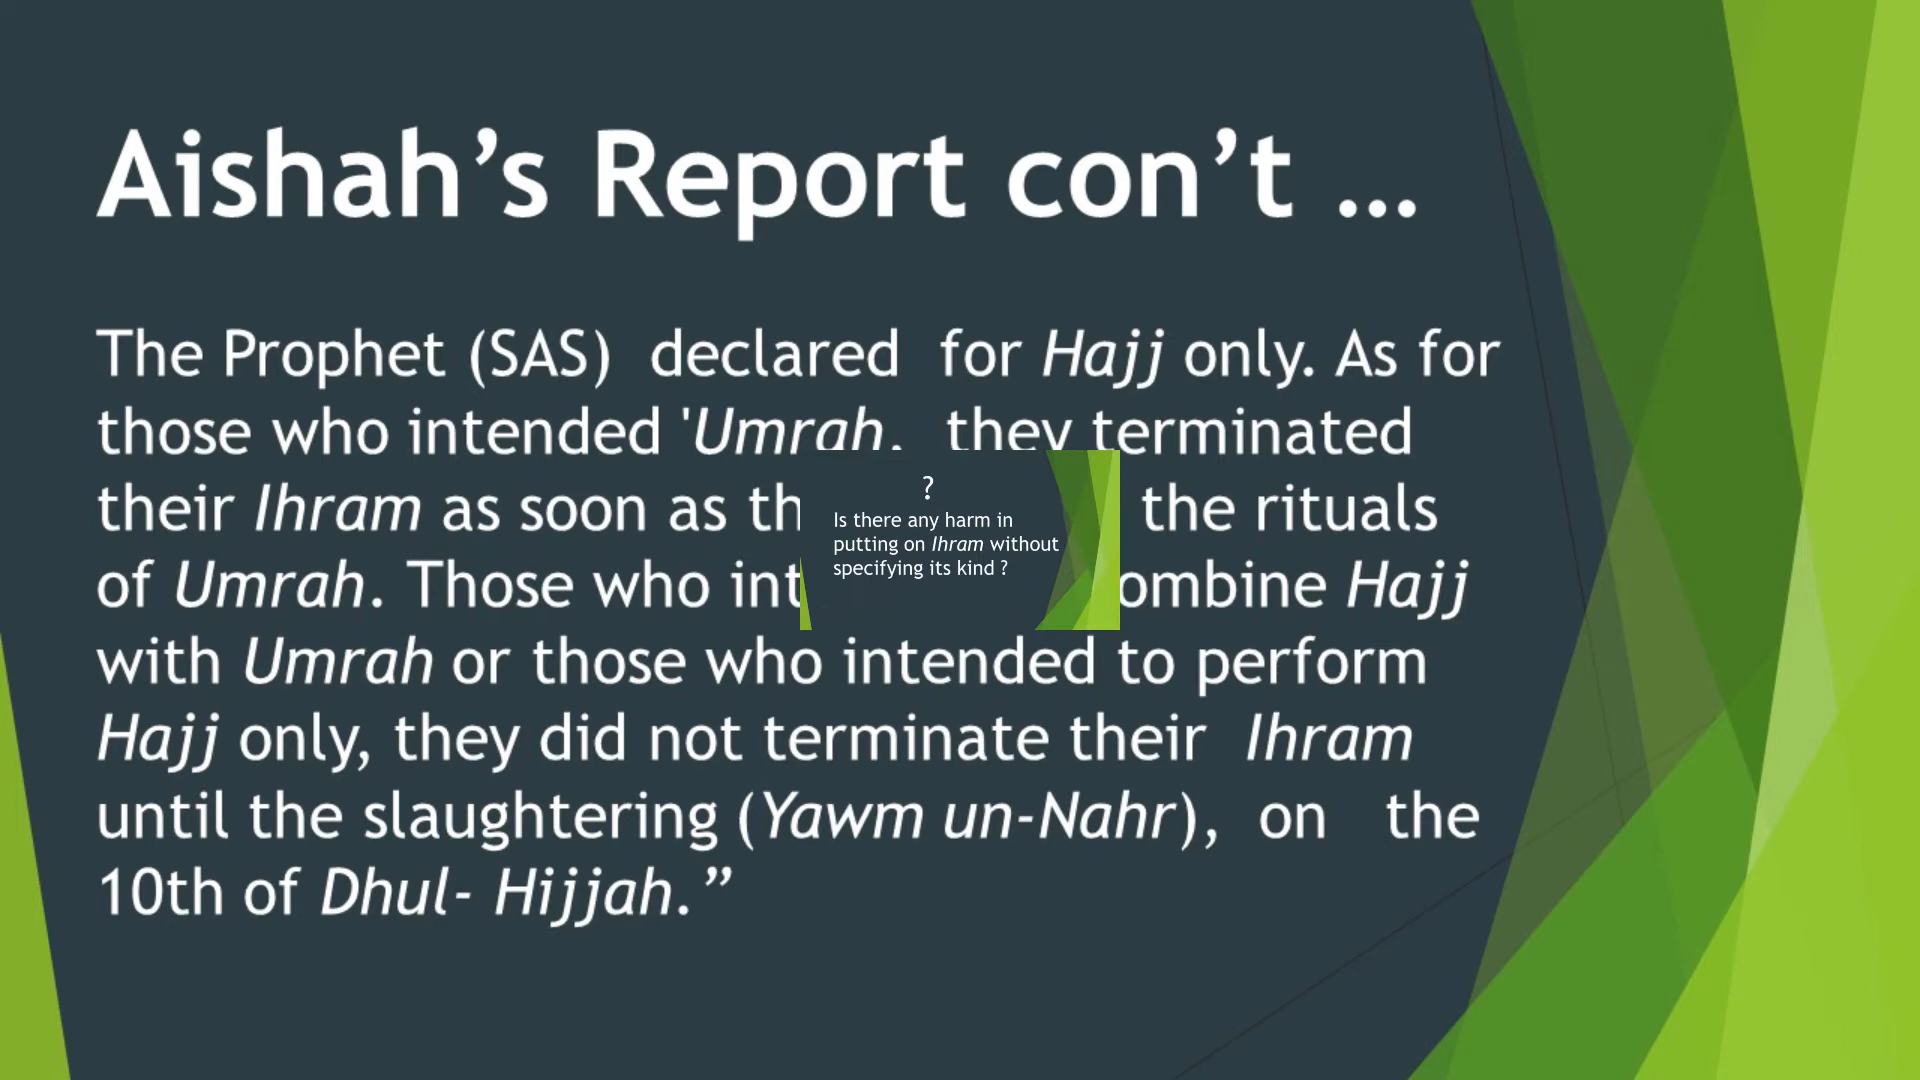 Aishah’s Report con’t …
The Prophet (SAS) declared for Hajj only. As for
those who intended 'Umrah, they terminated
their Ihram as soon as the rituals
of Umrah. Those who combine Hajj
with Umrah or those who intended to perform
Hajj only, they did not terminate their Ihram
until the slaughtering (Yawm un-Nahr), on the
10th of Dhul- Hijjah.”
?
Is there any harm in
putting on Ihram without
specifying its kind ?